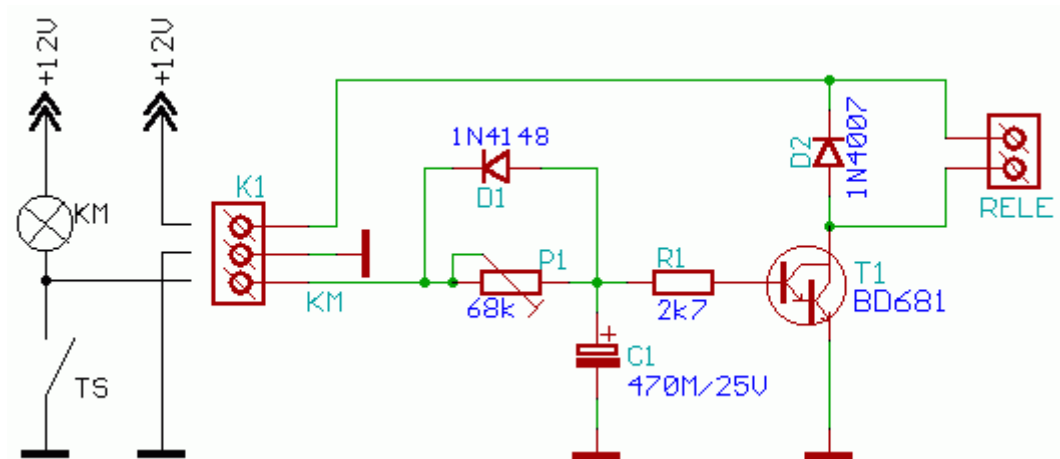 +12V
+12V
KM
TS
K1
KM
1N4148
D1
P1
68k
R1
2k7
C1
+
470M/25V
D2
1N4007
T1
BD681
RELE